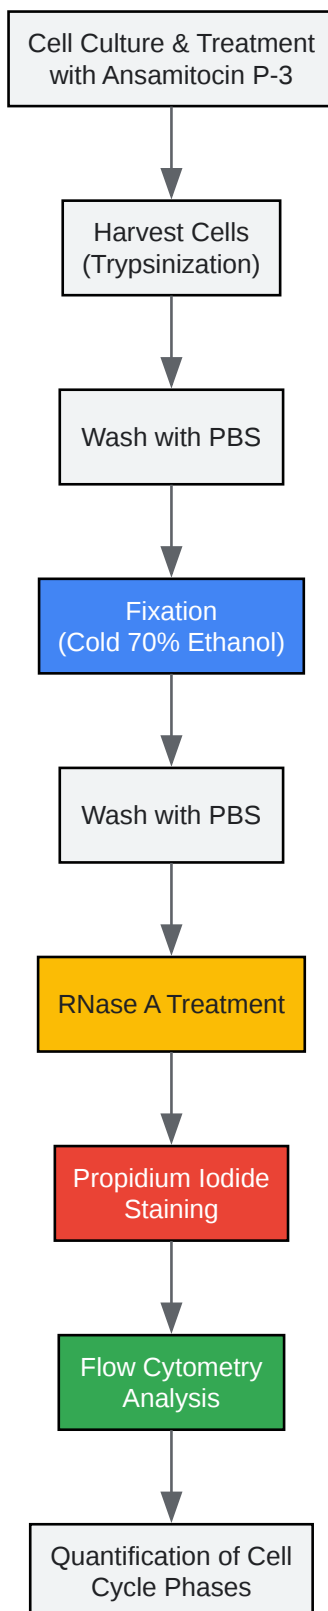 Cell Culture & Treatment
with Ansamitocin P-3
Harvest Cells
(Trypsinization)
Wash with PBS
Fixation
(Cold 70% Ethanol)
Wash with PBS
RNase A Treatment
Propidium Iodide
Staining
Flow Cytometry
Analysis
Quantification of Cell
Cycle Phases